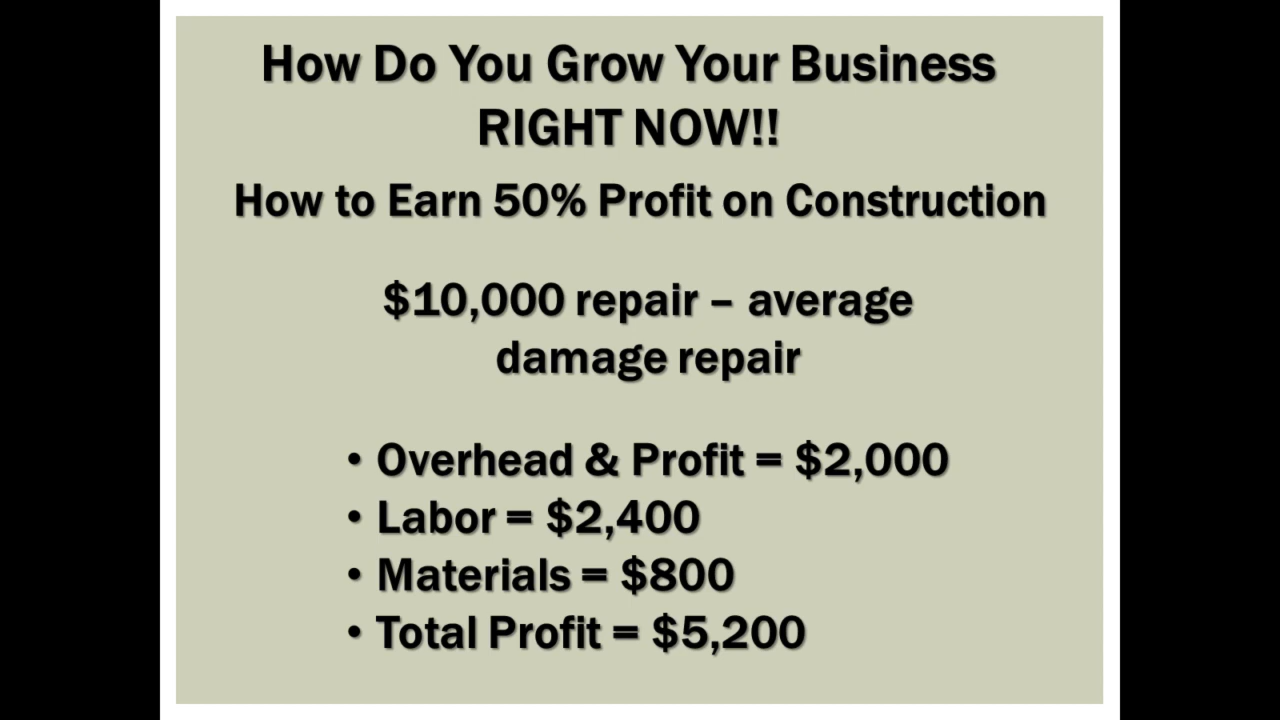 How Do You Grow Your Business
RIGHT NOW!!
How to Earn 50% Profit on Construction
$10,000 repair – average
damage repair
• Overhead & Profit = $2,000
• Labor = $2,400
• Materials = $800
• Total Profit = $5,200